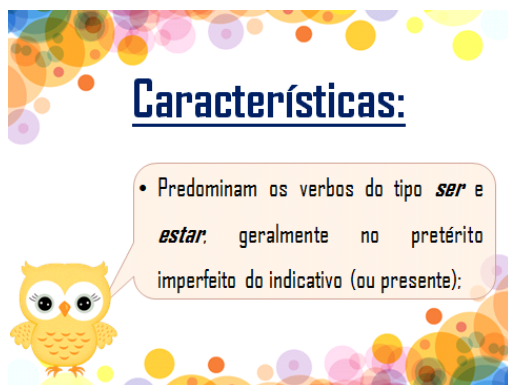 Características:
• Predominam os verbos do tipo ser e
estar, geralmente no pretérito
imperfeito do indicativo (ou presente);